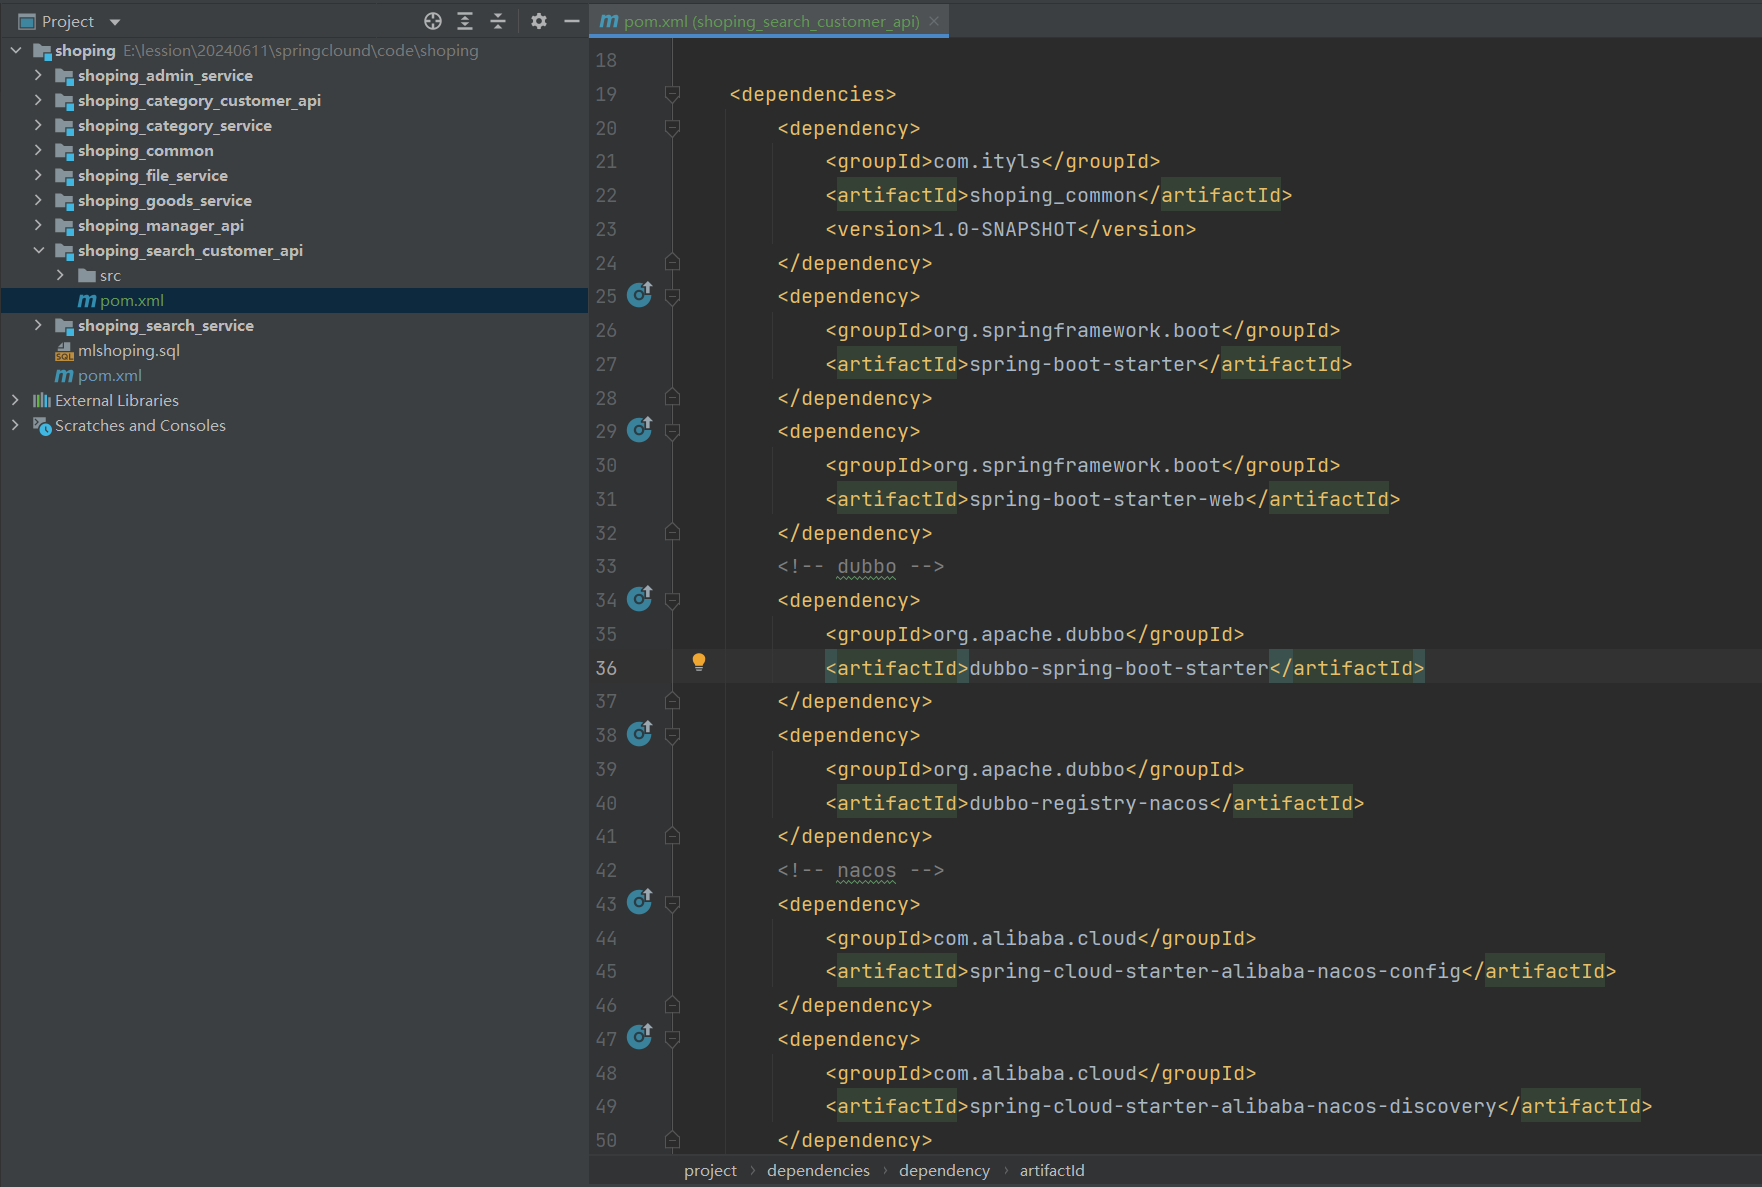 Project
shoping E:\lession\20240611\springclound\code\shoping
shoping_admin_service
shoping_category_customer_api
shoping_category_service
shoping_common
shoping_file_service
shoping_goods_service
shoping_manager_api
shoping_search_customer_api
src
pom.xml
shoping_search_service
mlshoping.sql
pom.xml
External Libraries
Scratches and Consoles
pom.xml (shoping_search_customer_api)
18
19 <dependencies>
20 <dependency>
21 <groupId>com.ityls</groupId>
22 <artifactId>shoping_common</artifactId>
23 <version>1.0-SNAPSHOT</version>
24 </dependency>
25 <dependency>
26 <groupId>org.springframework.boot</groupId>
27 <artifactId>spring-boot-starter</artifactId>
28 </dependency>
29 <dependency>
30 <groupId>org.springframework.boot</groupId>
31 <artifactId>spring-boot-starter-web</artifactId>
32 </dependency>
33 <!-- dubbo -->
34 <dependency>
35 <groupId>org.apache.dubbo</groupId>
36 <artifactId>dubbo-spring-boot-starter</artifactId>
37 </dependency>
38 <dependency>
39 <groupId>org.apache.dubbo</groupId>
40 <artifactId>dubbo-registry-nacos</artifactId>
41 </dependency>
42 <!-- nacos -->
43 <dependency>
44 <groupId>com.alibaba.cloud</groupId>
45 <artifactId>spring-cloud-starter-alibaba-nacos-config</artifactId>
46 </dependency>
47 <dependency>
48 <groupId>com.alibaba.cloud</groupId>
49 <artifactId>spring-cloud-starter-alibaba-nacos-discovery</artifactId>
50 </dependency>
project › dependencies › dependency › artifactId